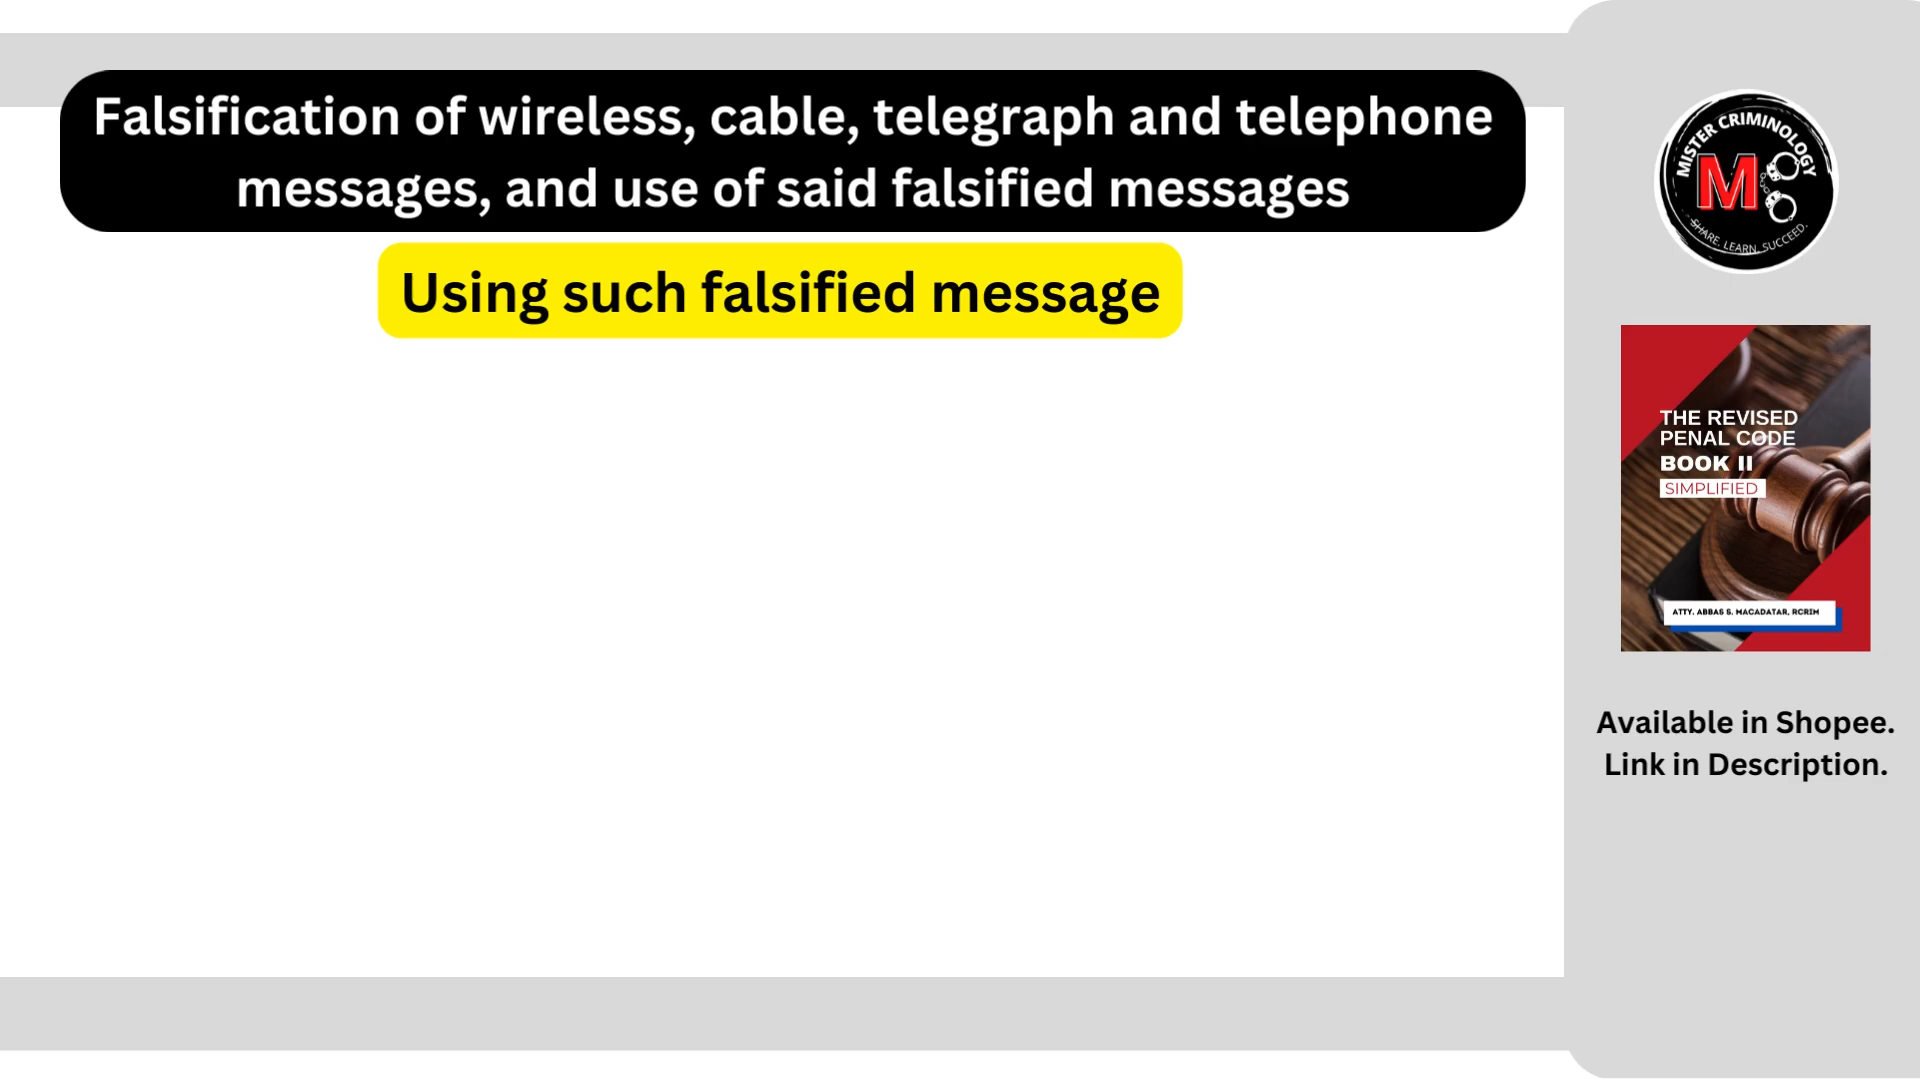 Falsification of wireless, cable, telegraph and telephone
messages, and use of said falsified messages
Using such falsified message
MISTER CRIMINOLOGY
M
SHARE. LEARN. SUCCEED.
THE REVISED
PENAL CODE
BOOK II
SIMPLIFIED
ATTY. ABBAS S. MACADATAR, RCRIM
Available in Shopee.
Link in Description.